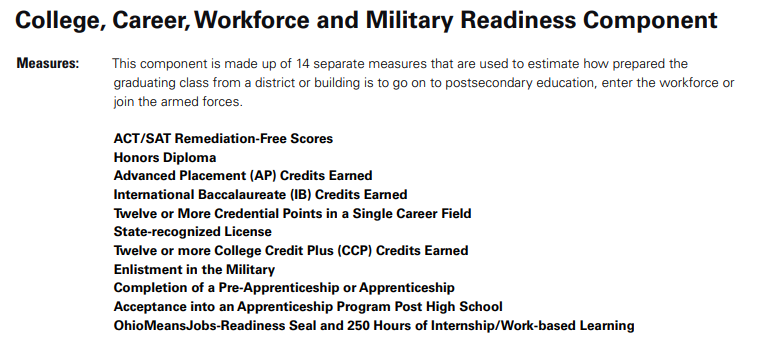 College, Career, Workforce and Military Readiness Component
Measures: This component is made up of 14 separate measures that are used to estimate how prepared the
graduating class from a district or building is to go on to postsecondary education, enter the workforce or
join the armed forces.
ACT/SAT Remediation-Free Scores
Honors Diploma
Advanced Placement (AP) Credits Earned
International Baccalaureate (IB) Credits Earned
Twelve or More Credential Points in a Single Career Field
State-recognized License
Twelve or more College Credit Plus (CCP) Credits Earned
Enlistment in the Military
Completion of a Pre-Apprenticeship or Apprenticeship
Acceptance into an Apprenticeship Program Post High School
OhioMeansJobs-Readiness Seal and 250 Hours of Internship/Work-based Learning